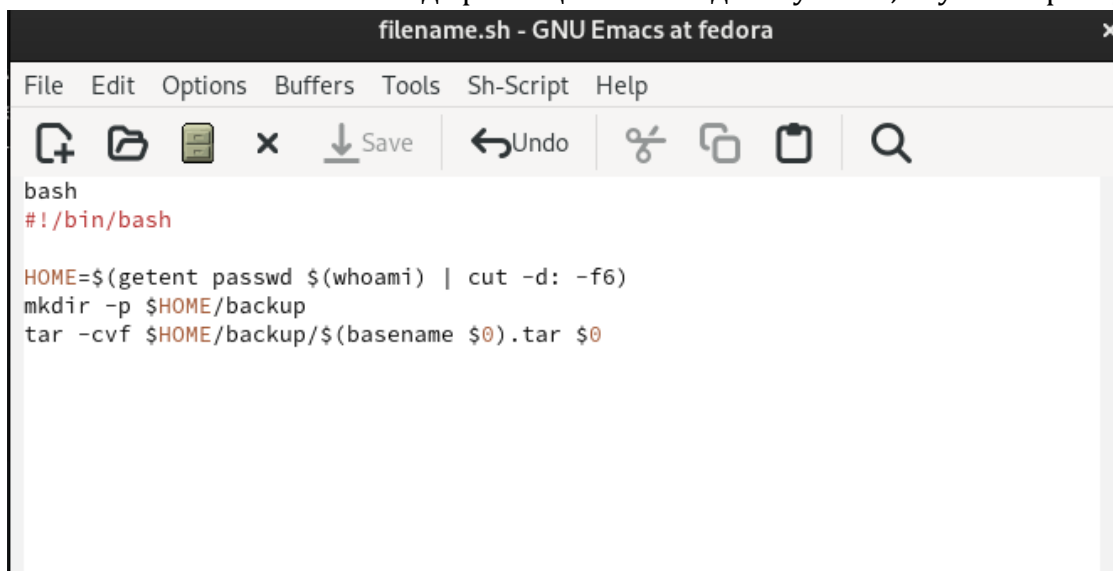 filename.sh - GNU Emacs at fedora
File Edit Options Buffers Tools Sh-Script Help
Save Undo
bash
#!/bin/bash
HOME=$(getent passwd $(whoami) | cut -d: -f6)
mkdir -p $HOME/backup
tar -cvf $HOME/backup/$(basename $0).tar $0